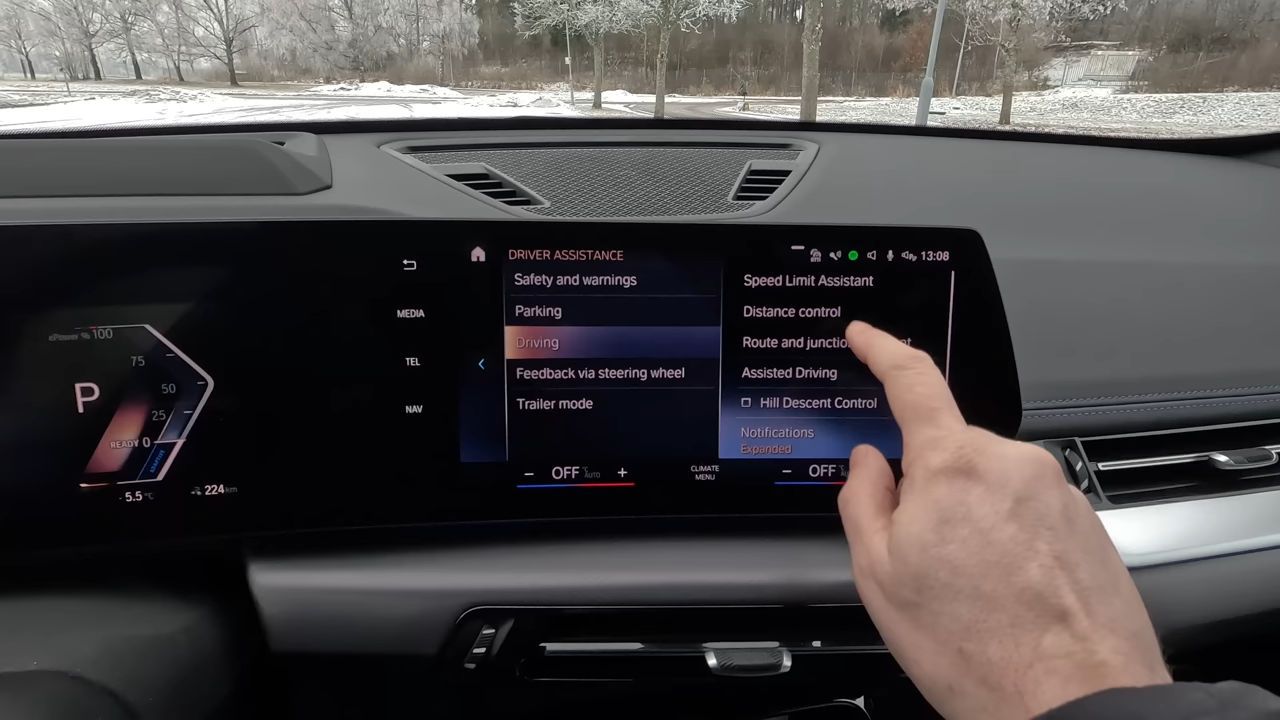 ePower % 100
75
P
50
25
READY 0
ADAPTIVE
-5.5 °C
224 km
MEDIA
TEL
NAV
DRIVER ASSISTANCE
13:08
Safety and warnings
Parking
Driving
Feedback via steering wheel
Trailer mode
Speed Limit Assistant
Distance control
Route and junctio
Assisted Driving
Hill Descent Control
Notifications
Expanded
- OFF °C AUTO +
CLIMATE
MENU
- OFF